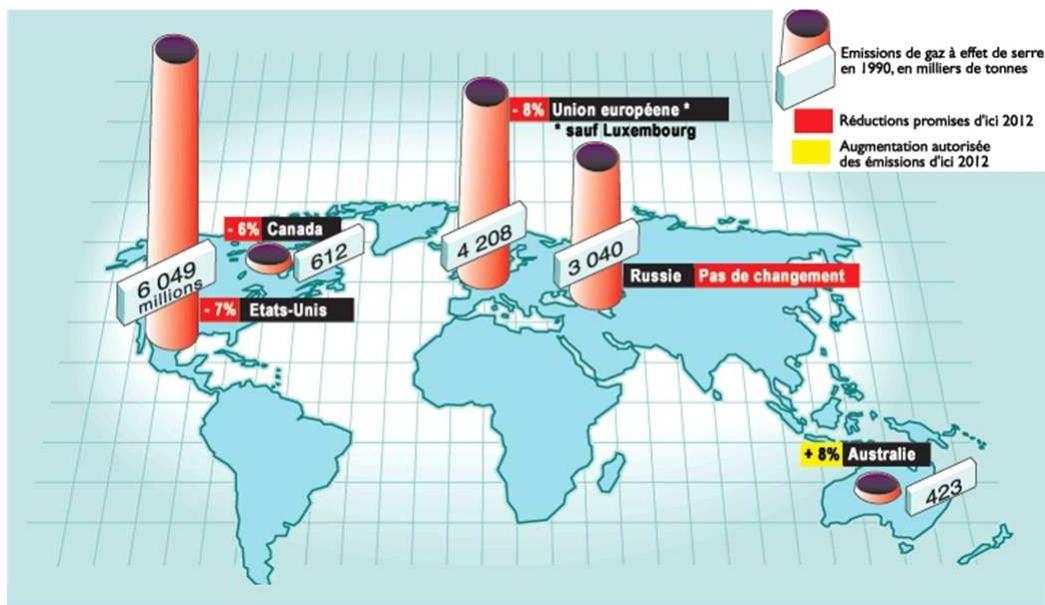 Emissions de gaz à effet de serre
en 1990, en milliers de tonnes
Réductions promises d'ici 2012
Augmentation autorisée
des émissions d'ici 2012
- 8% Union européene *
* sauf Luxembourg
- 6% Canada
612
4 208
3 040
6 049
millions
Russie Pas de changement
- 7% Etats-Unis
+ 8% Australie
423